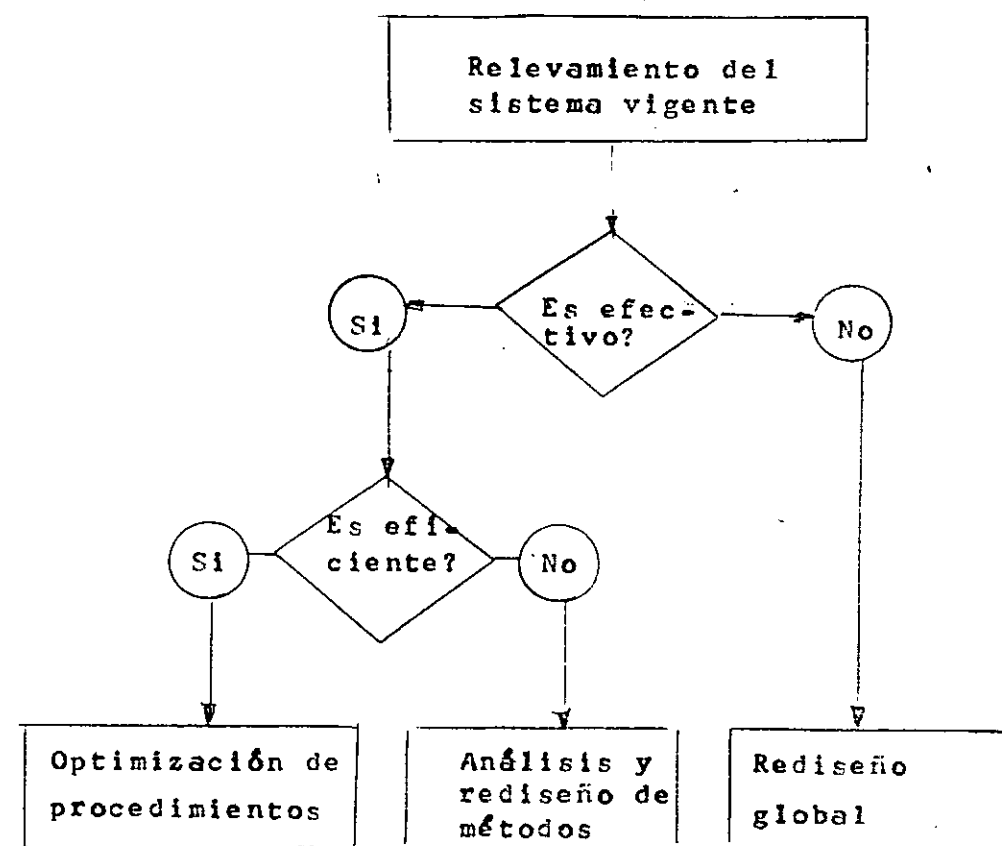 Relevamiento del
sistema vigente
Es efec-
tivo?
Si
No
Es efi-
ciente?
Si
No
Optimización de
procedimientos
Análisis y
rediseño de
métodos
Rediseño
global